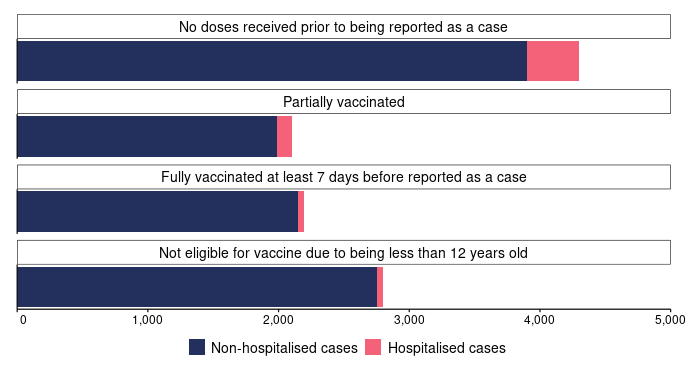 No doses received prior to being reported as a case
Partially vaccinated
Fully vaccinated at least 7 days before reported as a case
Not eligible for vaccine due to being less than 12 years old
0 1,000 2,000 3,000 4,000 5,000
Non-hospitalised cases Hospitalised cases